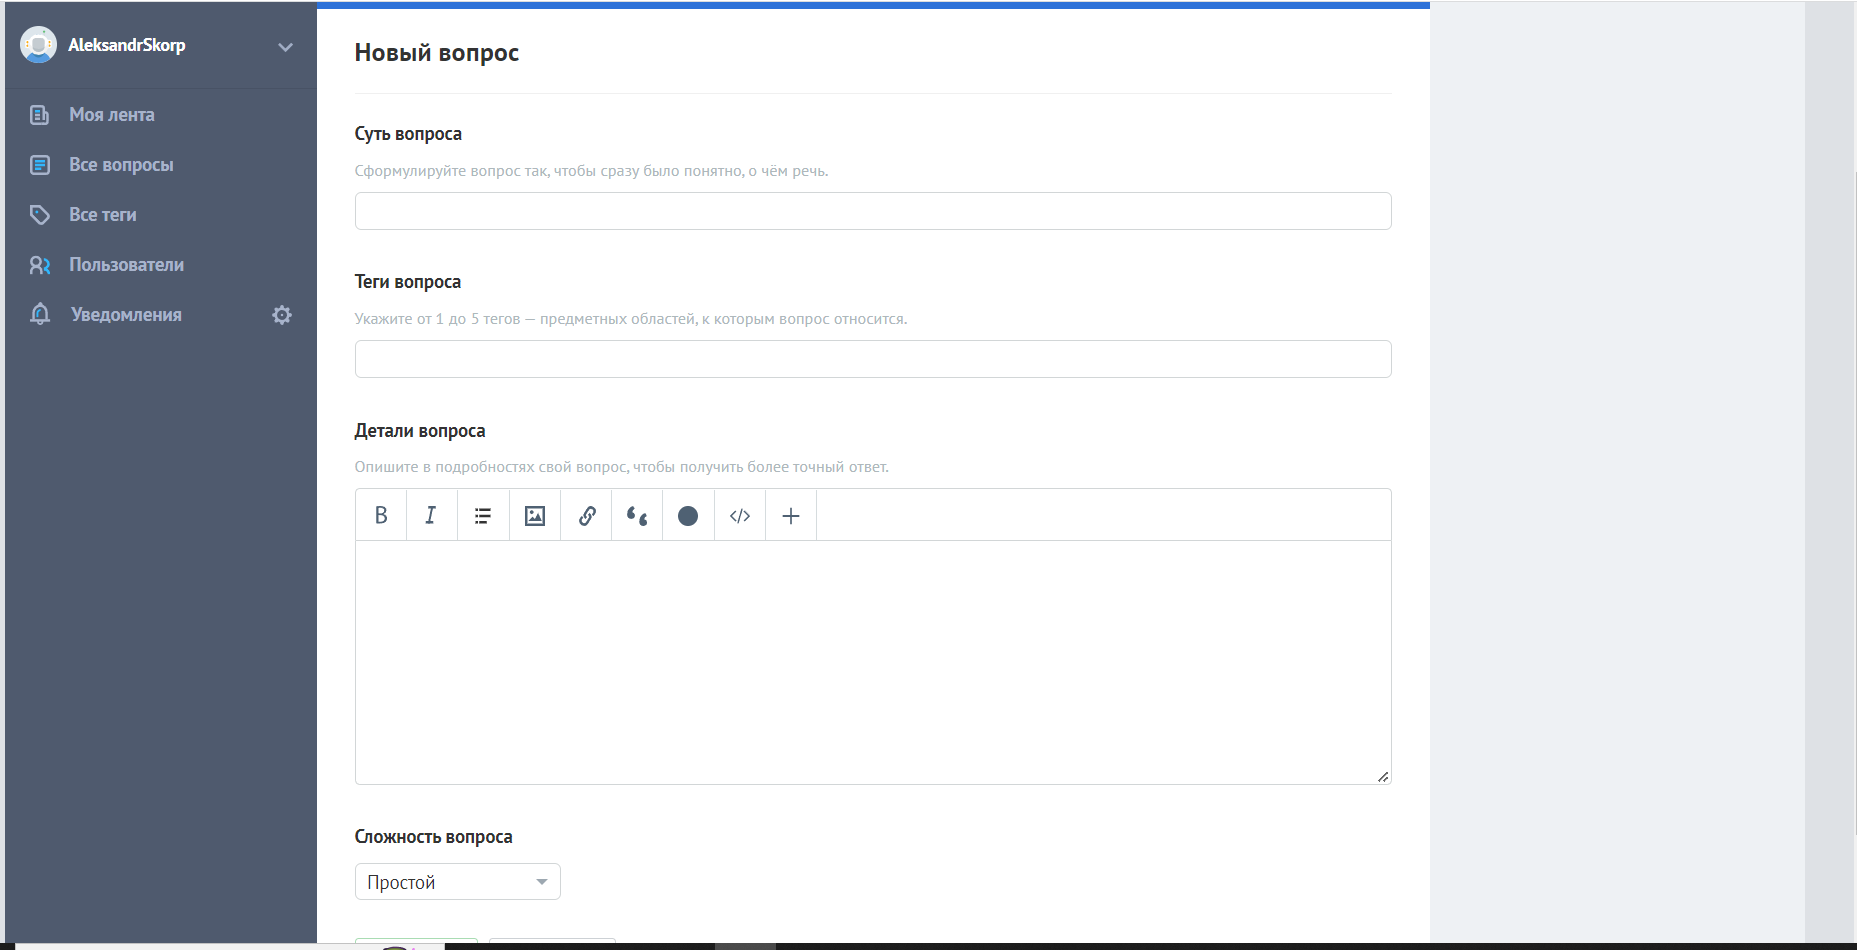 AleksandrSkorp
Моя лента
Все вопросы
Все теги
Пользователи
Уведомления
Новый вопрос
Суть вопроса
Сформулируйте вопрос так, чтобы сразу было понятно, о чём речь.
Теги вопроса
Укажите от 1 до 5 тегов — предметных областей, к которым вопрос относится.
Детали вопроса
Опишите в подробностях свой вопрос, чтобы получить более точный ответ.
B I </> +
Сложность вопроса
Простой